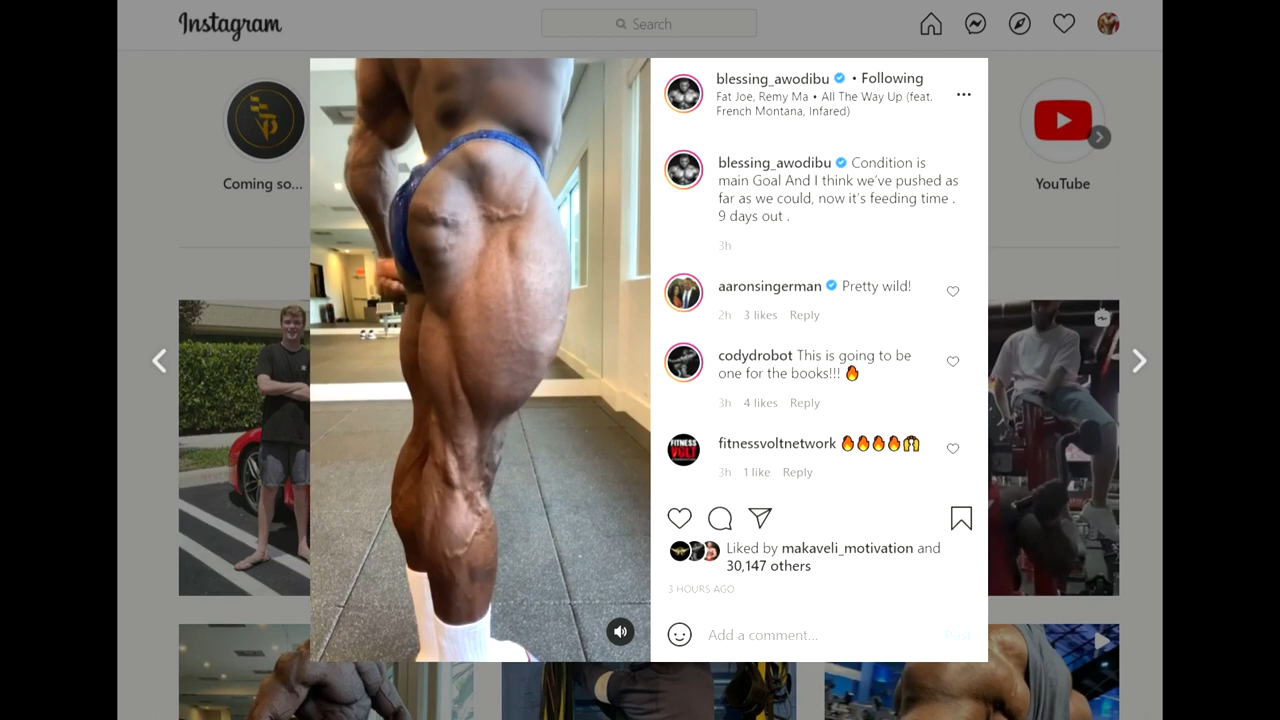 Instagram
Search
blessing_awodibu • Following
Fat Joe, Remy Ma • All The Way Up (feat.
French Montana, Infared)
Coming so...
YouTube
blessing_awodibu Condition is
main Goal And I think we've pushed as
far as we could, now it's feeding time .
9 days out .
3h
aaronsingerman Pretty wild!
2h 3 likes Reply
codydrobot This is going to be
one for the books!!! 🔥
3h 4 likes Reply
FITNESS
VOLT
fitnessvoltnetwork 🔥🔥🔥🔥🙌
3h 1 like Reply
Liked by makaveli_motivation and
30,147 others
3 HOURS AGO
Add a comment... Post